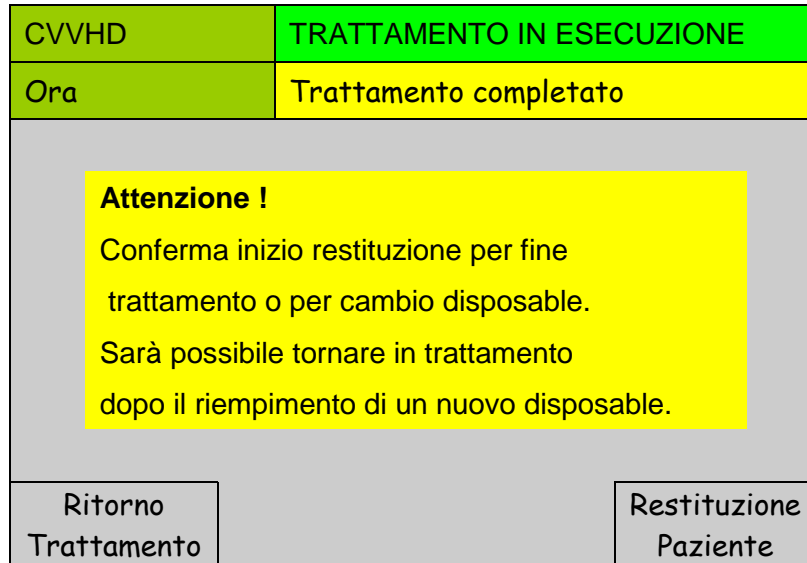 CVVHD
TRATTAMENTO IN ESECUZIONE
Ora
Trattamento completato
Attenzione !
Conferma inizio restituzione per fine
trattamento o per cambio disposable.
Sarà possibile tornare in trattamento
dopo il riempimento di un nuovo disposable.
Ritorno
Trattamento
Restituzione
Paziente